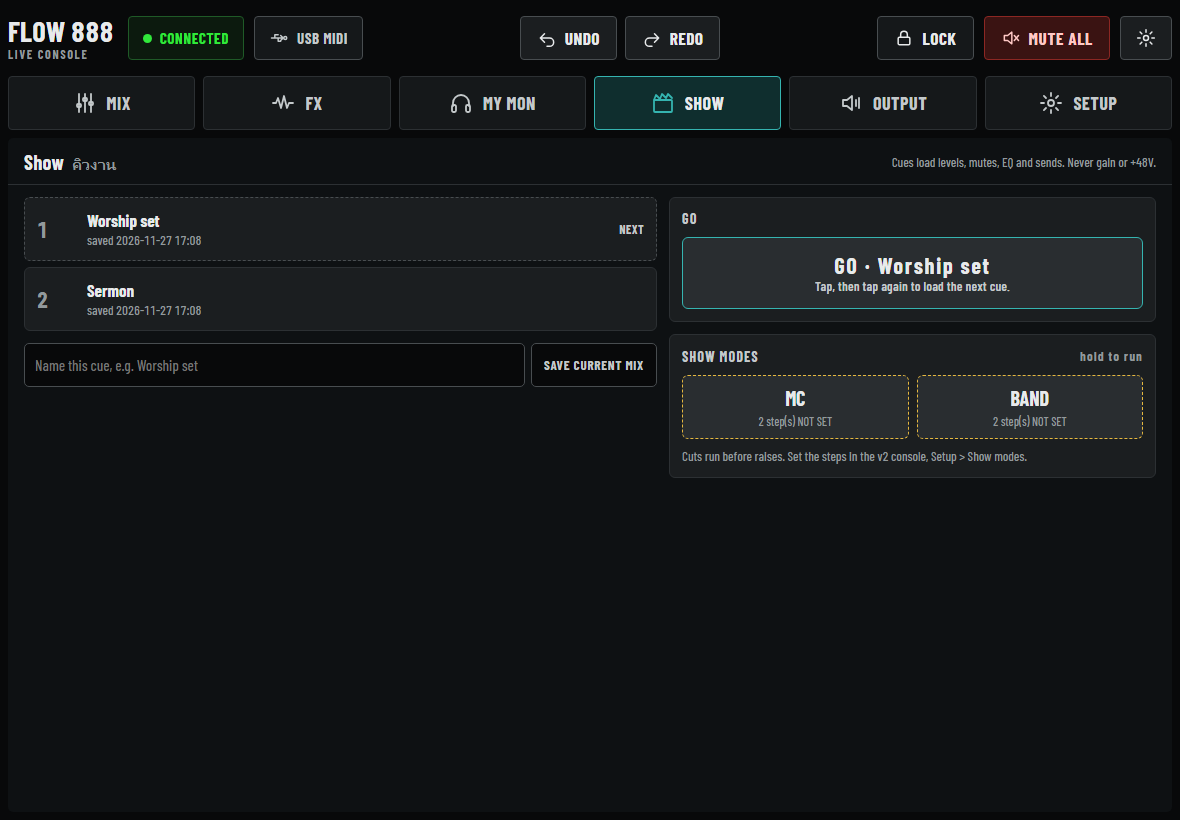 FLOW 888
LIVE CONSOLE
CONNECTED
USB MIDI
UNDO
REDO
LOCK
MUTE ALL
MIX
FX
MY MON
SHOW
OUTPUT
SETUP
Show คิวงาน
Cues load levels, mutes, EQ and sends. Never gain or +48V.
1
Worship set
saved 2026-11-27 17:08
NEXT
2
Sermon
saved 2026-11-27 17:08
Name this cue, e.g. Worship set
SAVE CURRENT MIX
GO
GO · Worship set
Tap, then tap again to load the next cue.
SHOW MODES
hold to run
MC
2 step(s) NOT SET
BAND
2 step(s) NOT SET
Cuts run before raises. Set the steps in the v2 console, Setup > Show modes.